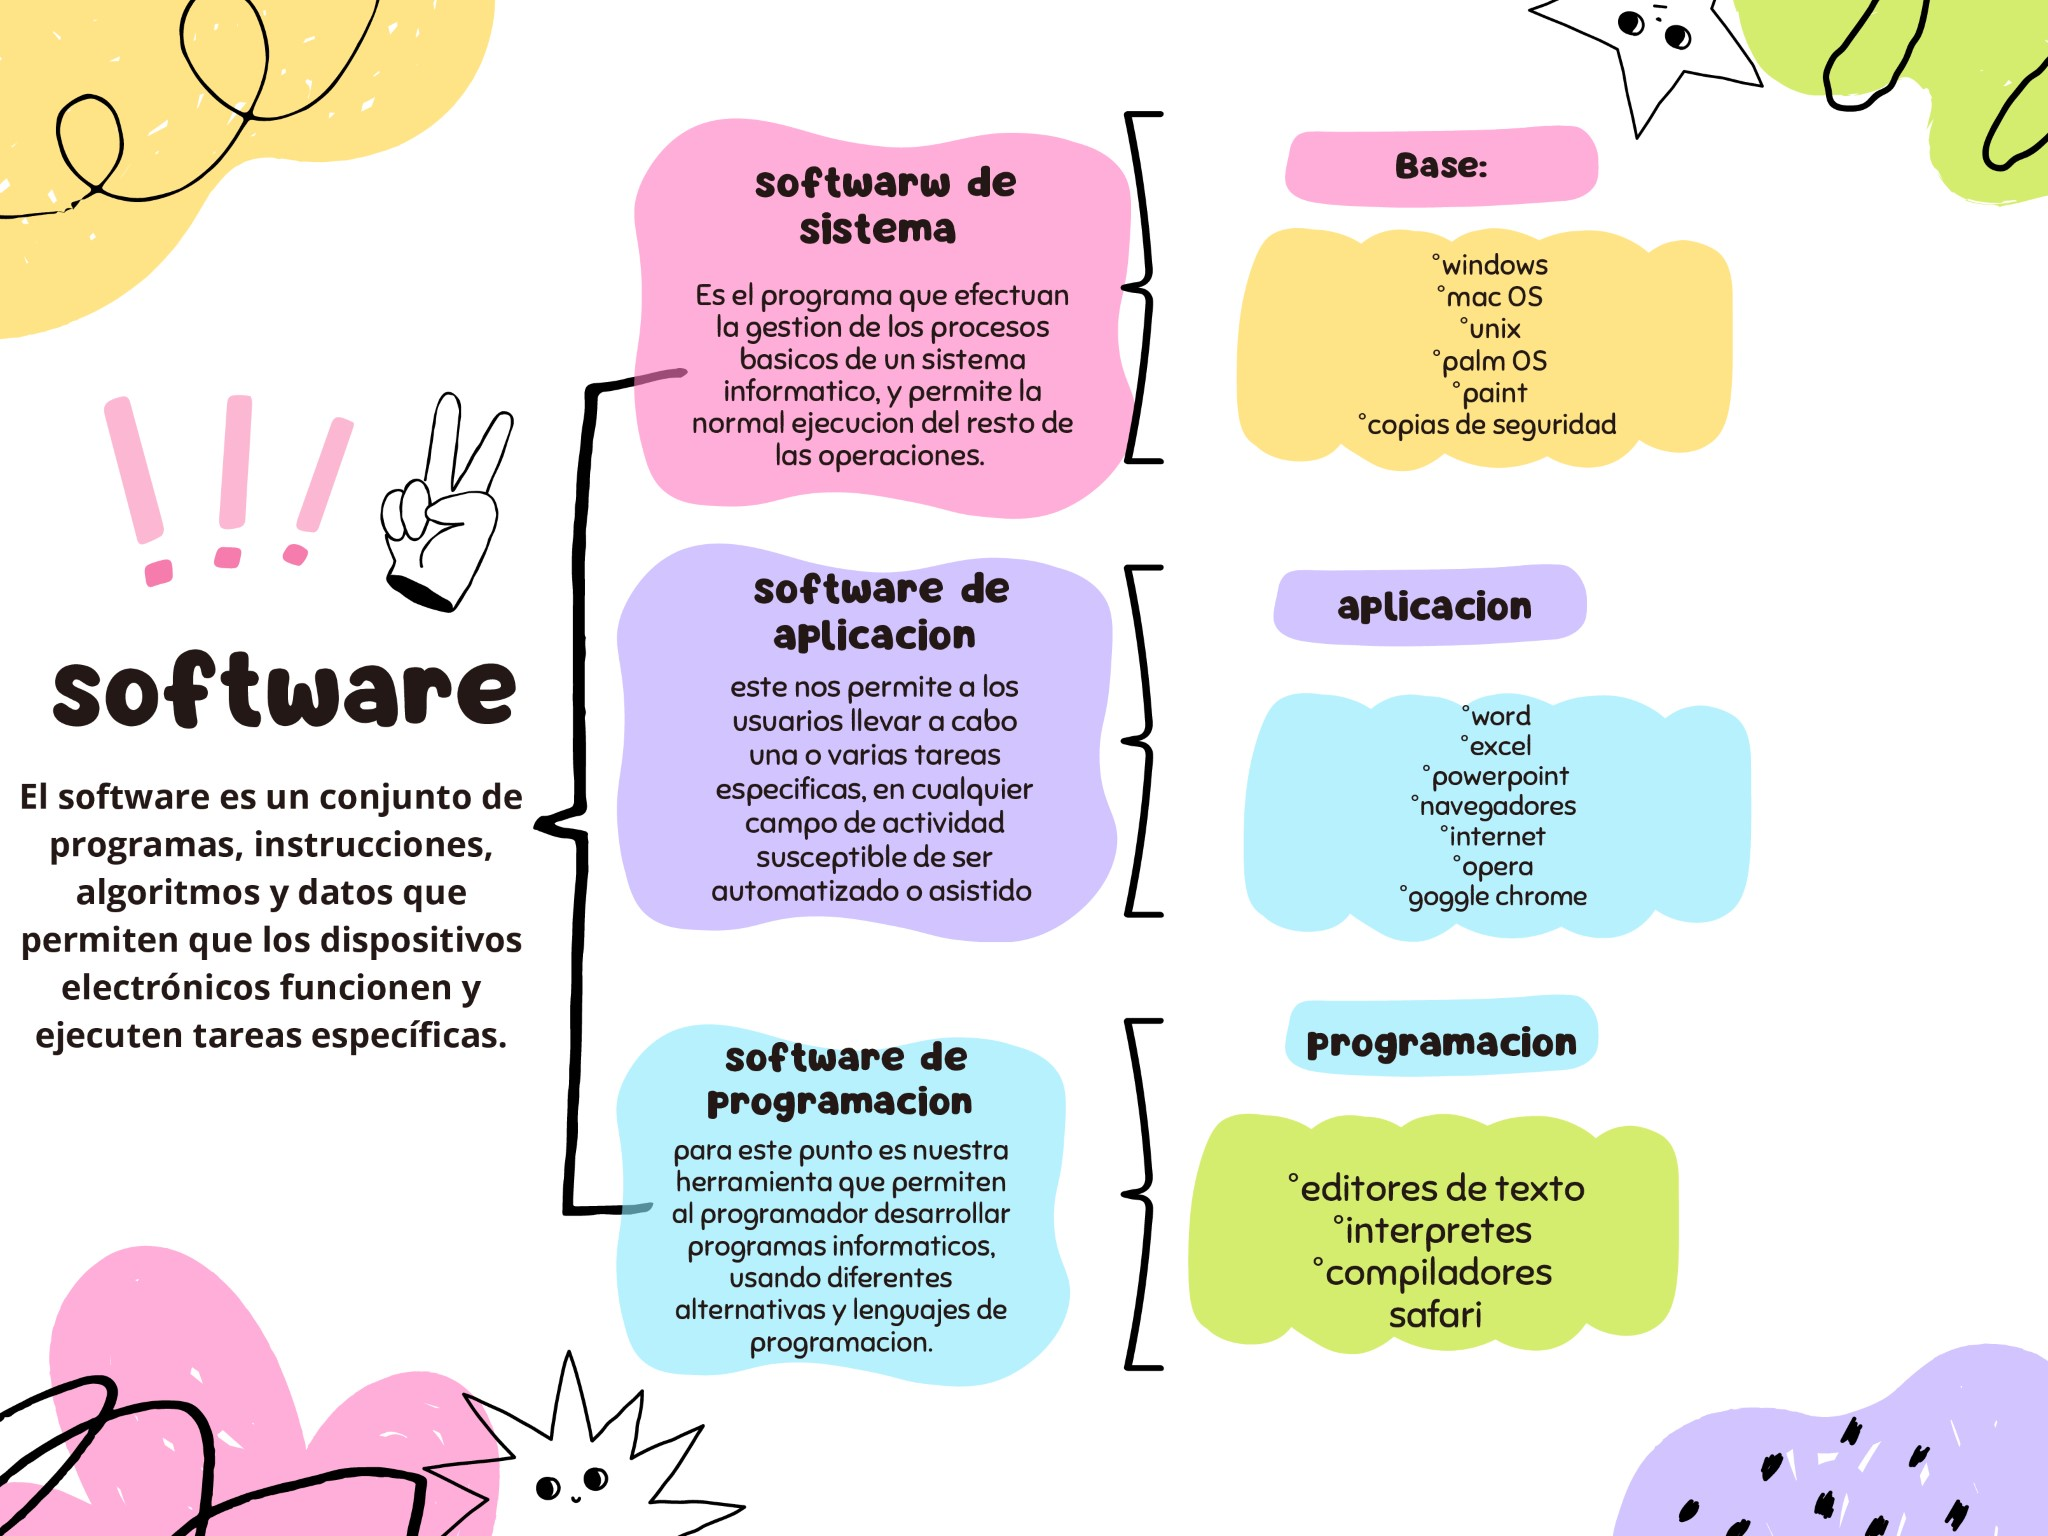 software
El software es un conjunto de
programas, instrucciones,
algoritmos y datos que
permiten que los dispositivos
electrónicos funcionen y
ejecuten tareas específicas.
softwarw de
sistema
Es el programa que efectuan
la gestion de los procesos
basicos de un sistema
informatico, y permite la
normal ejecucion del resto de
las operaciones.
Base:
°windows
°mac OS
°unix
°palm OS
°paint
°copias de seguridad
software de
aplicacion
este nos permite a los
usuarios llevar a cabo
una o varias tareas
especificas, en cualquier
campo de actividad
susceptible de ser
automatizado o asistido
aplicacion
°word
°excel
°powerpoint
°navegadores
°internet
°opera
°goggle chrome
software de
programacion
para este punto es nuestra
herramienta que permiten
al programador desarrollar
programas informaticos,
usando diferentes
alternativas y lenguajes de
programacion.
programacion
°editores de texto
°interpretes
°compiladores
safari